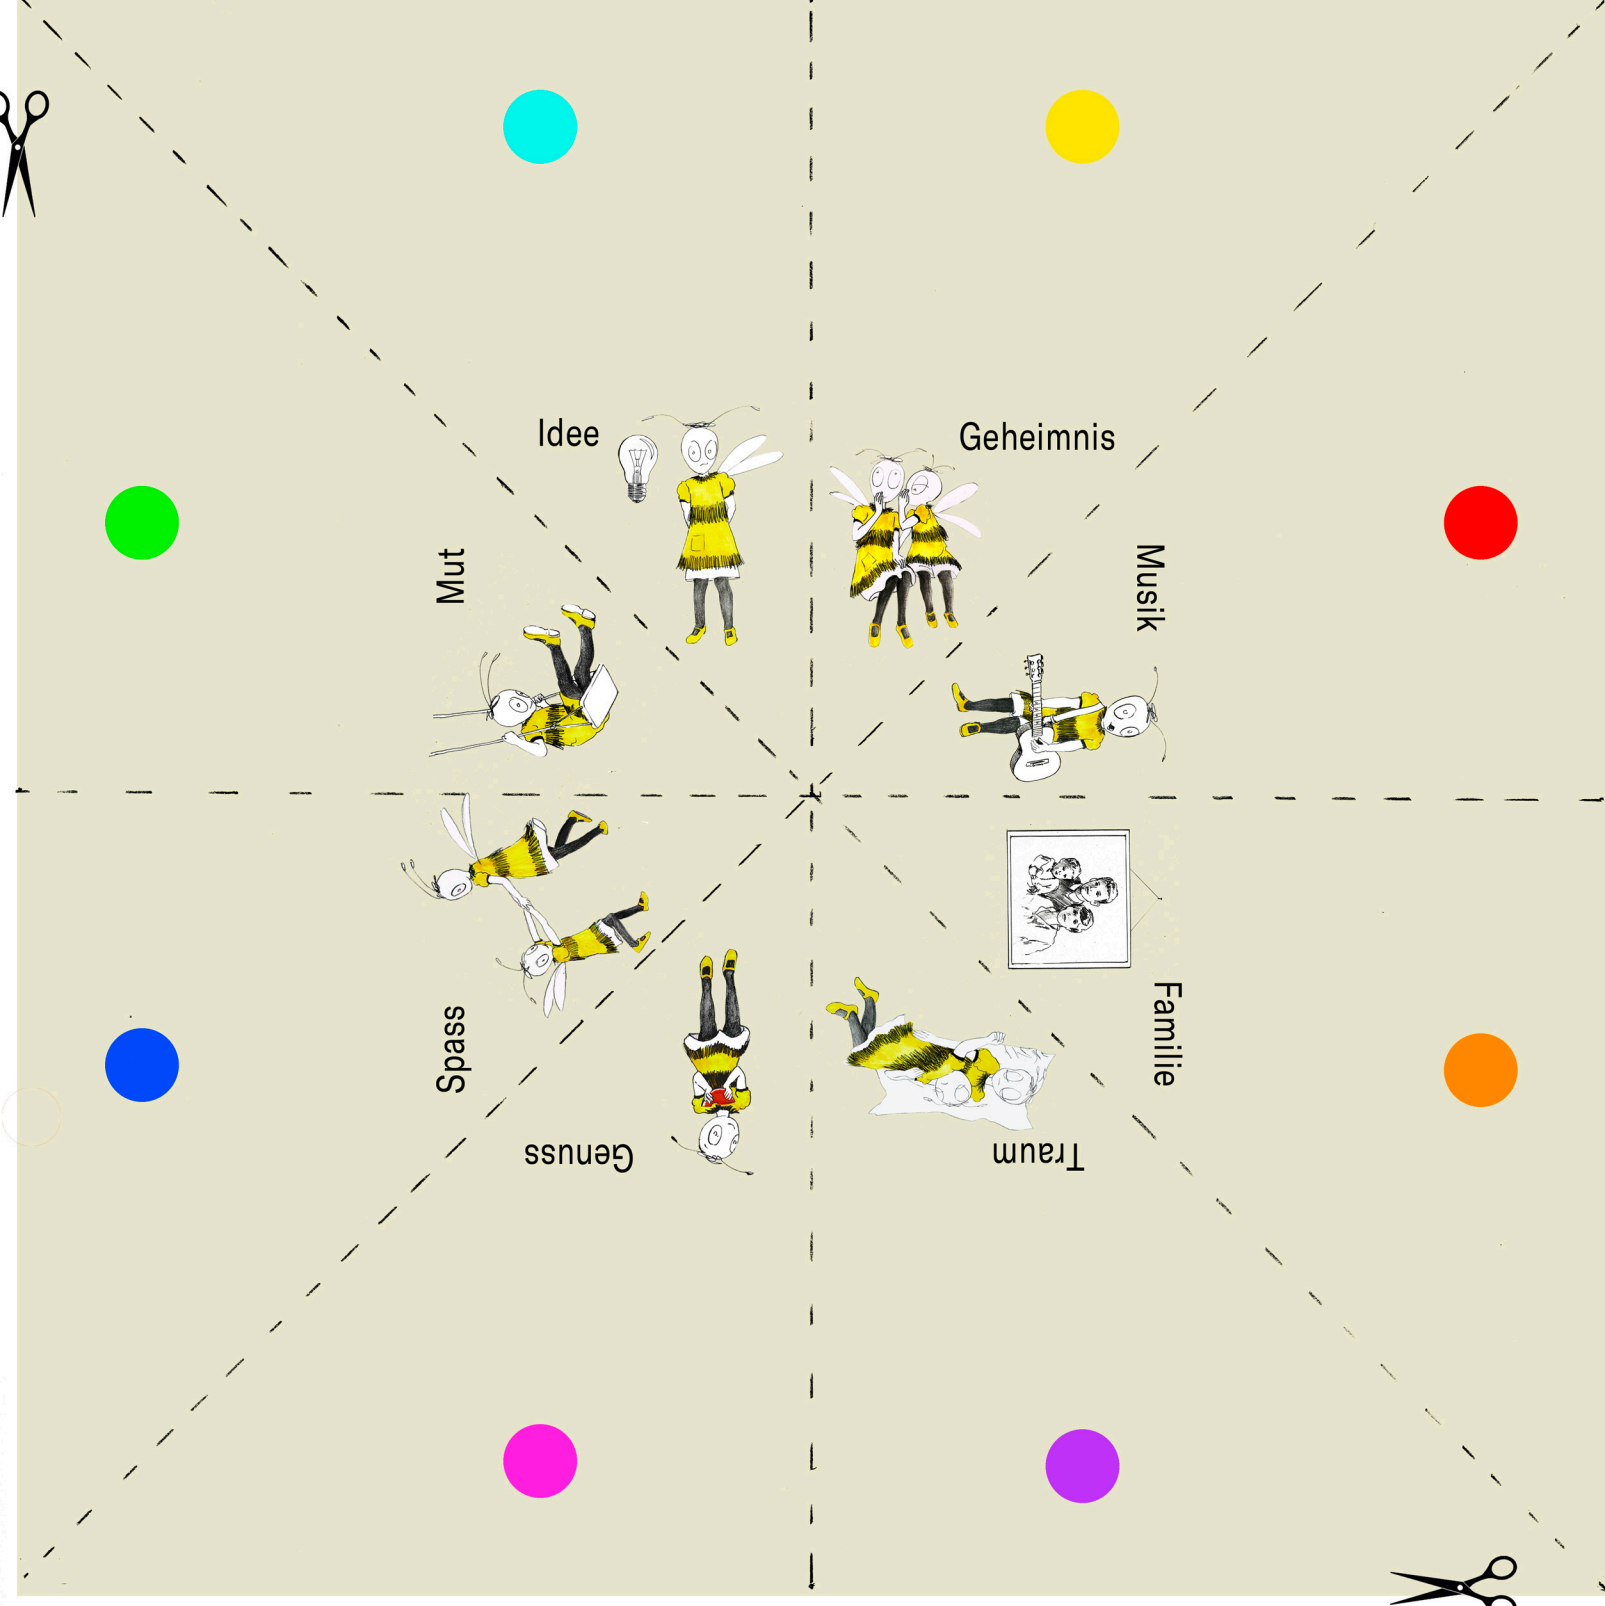 Idee
Geheimnis
Mut
Musik
Spass
Familie
Genuss
Traum